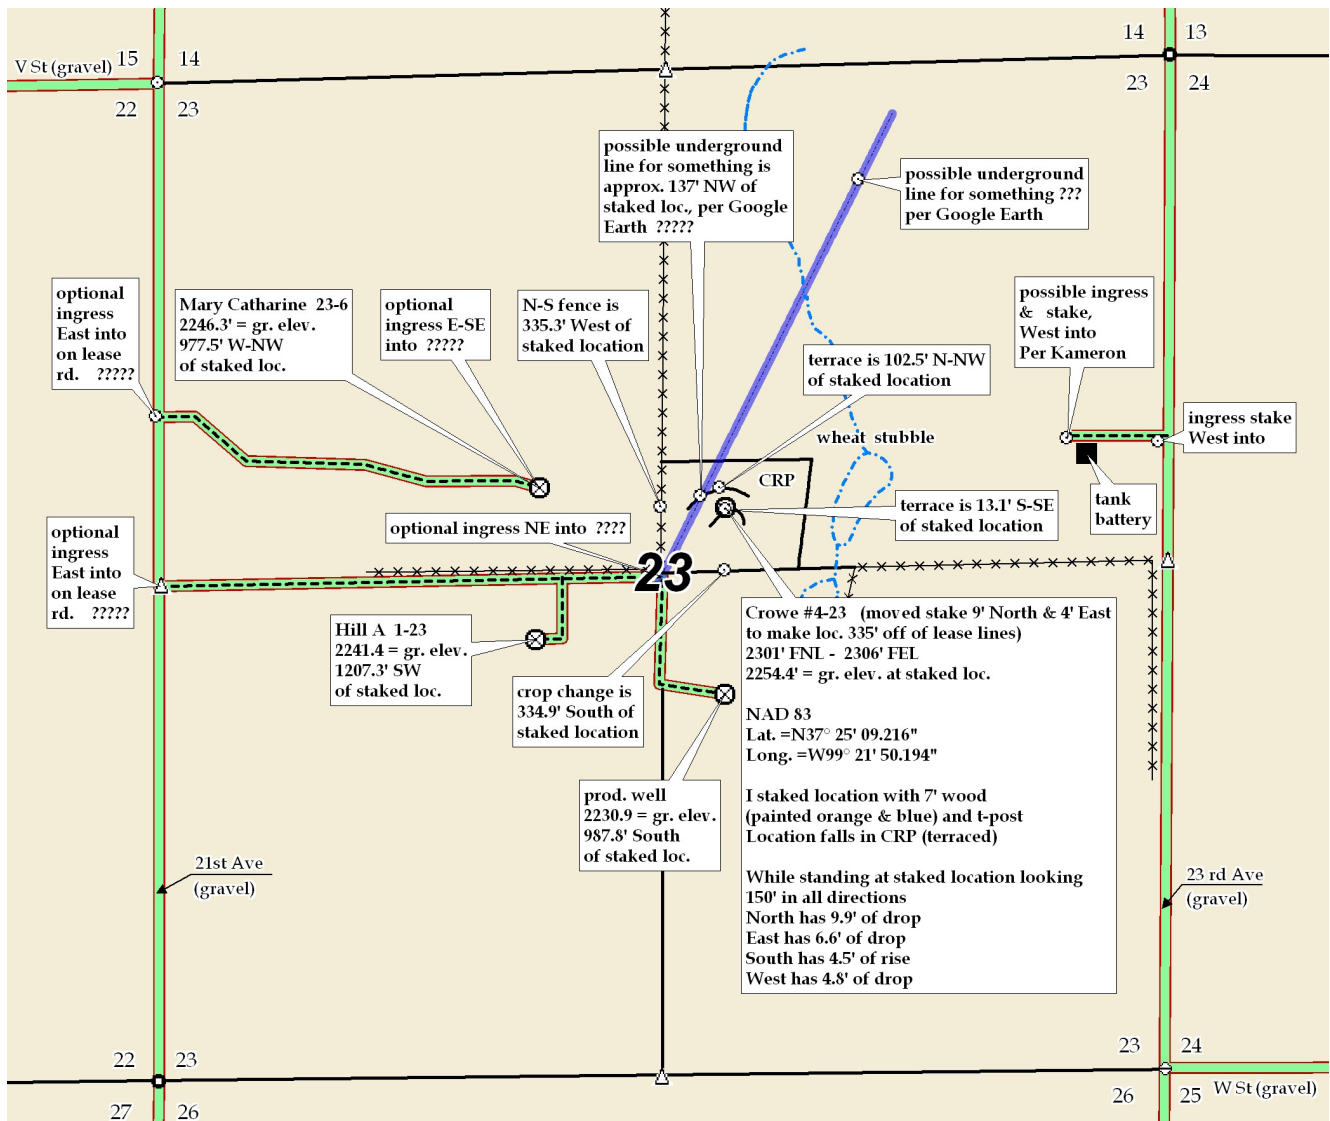 15
14
V St (gravel)
22
23
14
13
23
24
possible underground
line for something is
approx. 137' NW of
staked loc., per Google
Earth ?????
possible underground
line for something ???
per Google Earth
optional
ingress
East into
on lease
rd. ?????
Mary Catharine 23-6
2246.3' = gr. elev.
977.5' W-NW
of staked loc.
optional
ingress E-SE
into ?????
N-S fence is
335.3' West of
staked location
terrace is 102.5' N-NW
of staked location
possible ingress
& stake,
West into
Per Kameron
ingress stake
West into
wheat stubble
CRP
terrace is 13.1' S-SE
of staked location
tank
battery
optional ingress NE into ????
optional
ingress
East into
on lease
rd. ?????
23
Hill A 1-23
2241.4 = gr. elev.
1207.3' SW
of staked loc.
crop change is
334.9' South of
staked location
prod. well
2230.9 = gr. elev.
987.8' South
of staked loc.
Crowe #4-23 (moved stake 9' North & 4' East
to make loc. 335' off of lease lines)
2301' FNL - 2306' FEL
2254.4' = gr. elev. at staked loc.
NAD 83
Lat. =N37° 25' 09.216"
Long. =W99° 21' 50.194"
I staked location with 7' wood
(painted orange & blue) and t-post
Location falls in CRP (terraced)
While standing at staked location looking
150' in all directions
North has 9.9' of drop
East has 6.6' of drop
South has 4.5' of rise
West has 4.8' of drop
21st Ave
(gravel)
23 rd Ave
(gravel)
22
23
27
26
23
24
26
25
W St (gravel)